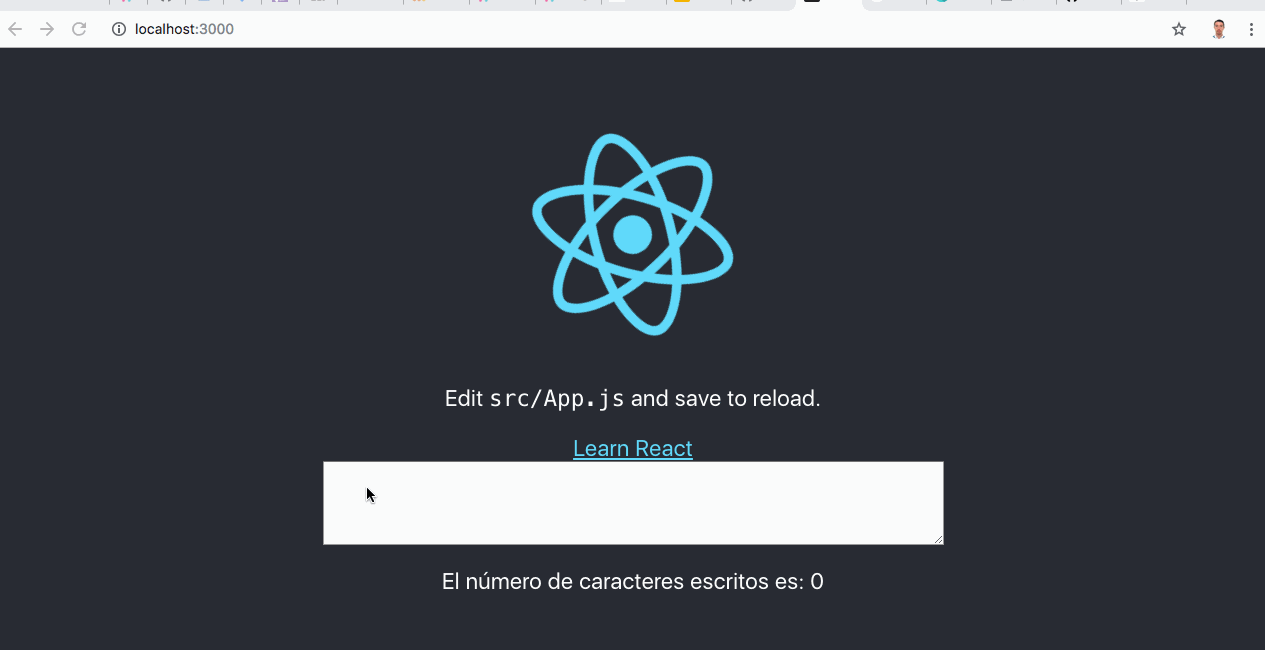 localhost:3000
Edit src/App.js and save to reload.
Learn React
El número de caracteres escritos es: 0